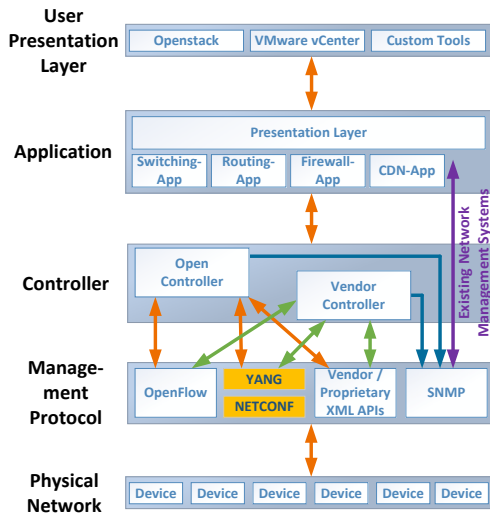 User
Presentation
Layer
Openstack
VMware vCenter
Custom Tools
Application
Presentation Layer
Switching-
App
Routing-
App
Firewall-
App
CDN-App
Existing Network
Management Systems
Controller
Open
Controller
Vendor
Controller
Manage-
ment
Protocol
OpenFlow
YANG
NETCONF
Vendor /
Proprietary
XML APIs
SNMP
Physical
Network
Device
Device
Device
Device
Device
Device